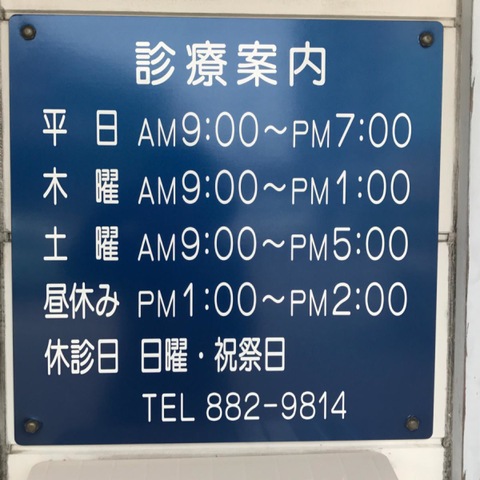 診療案内
平日 AM9:00～PM7:00
木曜 AM9:00～PM1:00
土曜 AM9:00～PM5:00
昼休み PM1:00～PM2:00
休診日 日曜・祝祭日
TEL 882-9814